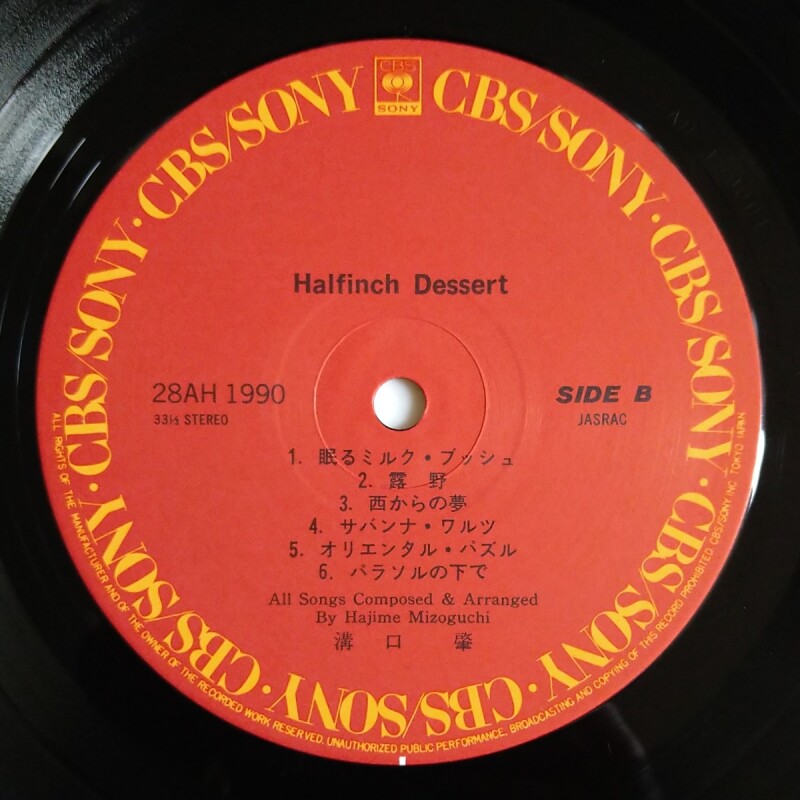 CBS
SONY
CBS/SONY · CBS/SONY · CBS/SONY · CBS/SONY · CBS/SONY · CBS/SONY · CBS/SONY · CBS/SONY
Halfinch Dessert
28AH 1990
33⅓ STEREO
SIDE B
JASRAC
1. 眠るミルク・ブッシュ
2. 露 野
3. 西からの夢
4. サバンナ・ワルツ
5. オリエンタル・パズル
6. パラソルの下で
All Songs Composed & Arranged
By Hajime Mizoguchi
溝 口 肇
ALL RIGHTS OF THE MANUFACTURER AND OF THE OWNER OF THE RECORDED WORK RESERVED. UNAUTHORIZED PUBLIC PERFORMANCE, BROADCASTING AND COPYING OF THIS RECORD PROHIBITED CBS/SONY INC. TOKYO JAPAN